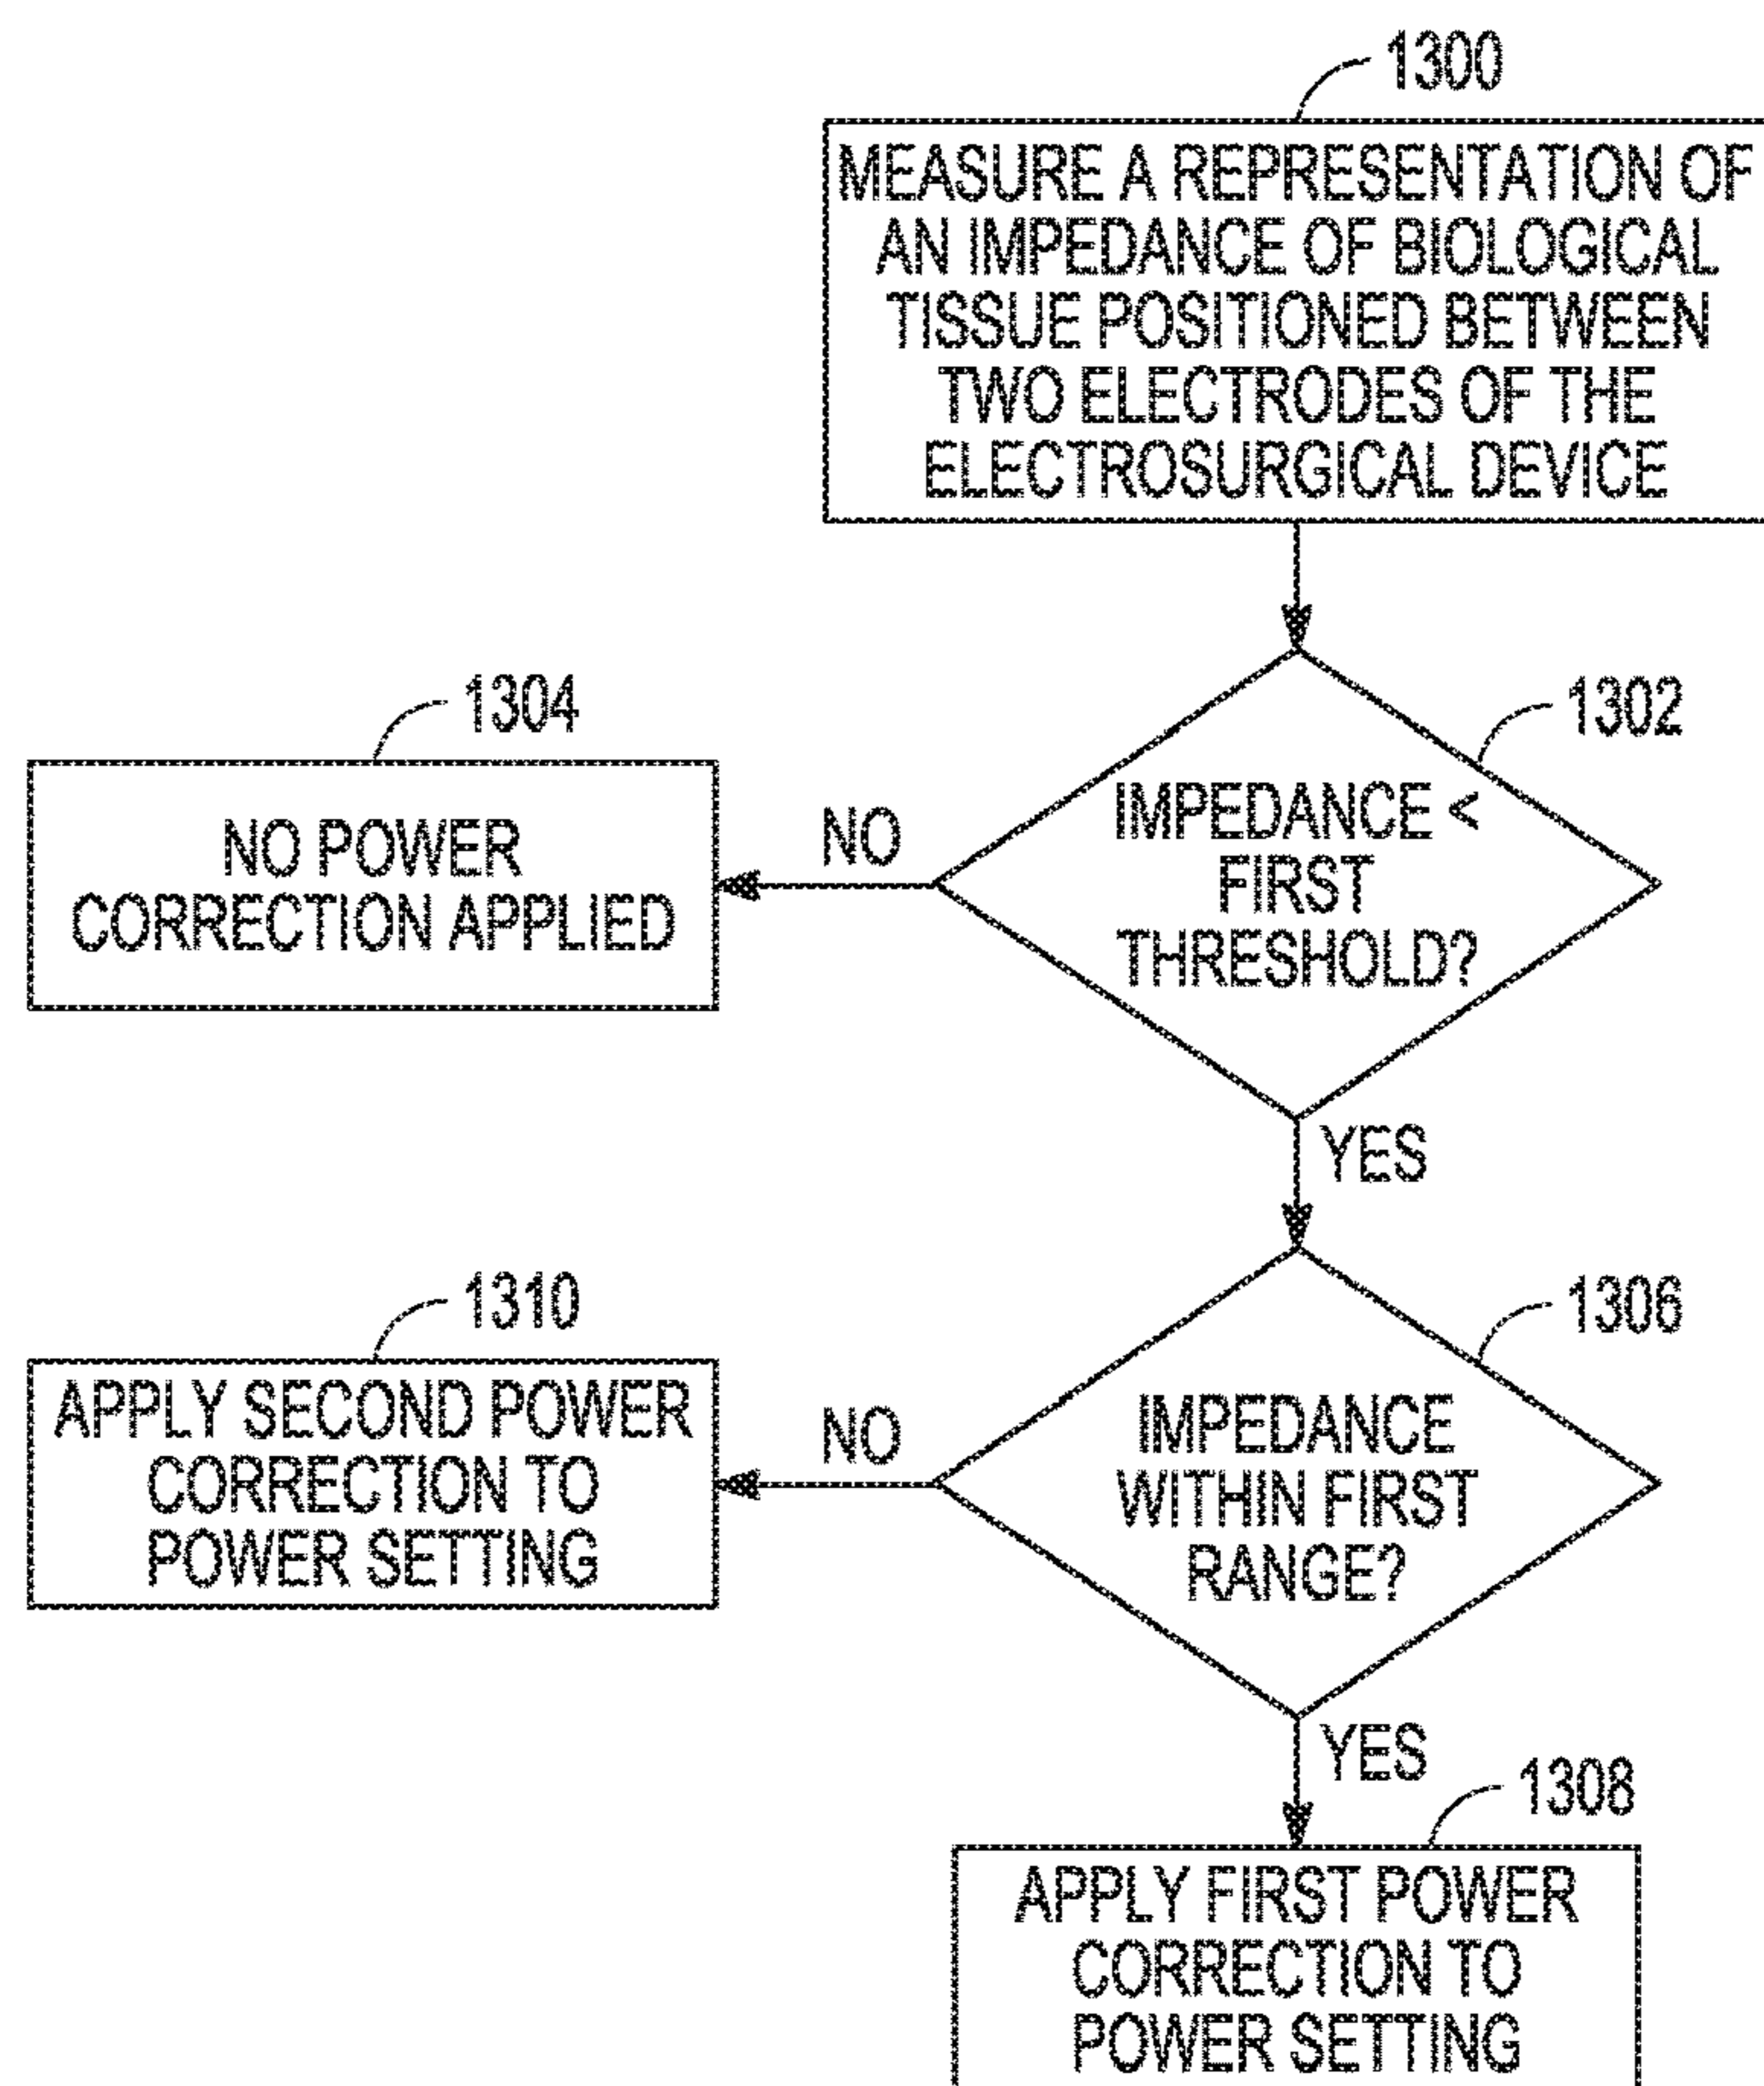 1300
MEASURE A REPRESENTATION OF
AN IMPEDANCE OF BIOLOGICAL
TISSUE POSITIONED BETWEEN
TWO ELECTRODES OF THE
ELECTROSURGICAL DEVICE
1302
IMPEDANCE <
FIRST
THRESHOLD?
NO
1304
NO POWER
CORRECTION APPLIED
YES
1306
IMPEDANCE
WITHIN FIRST
RANGE?
NO
1310
APPLY SECOND POWER
CORRECTION TO
POWER SETTING
YES
1308
APPLY FIRST POWER
CORRECTION TO
POWER SETTING